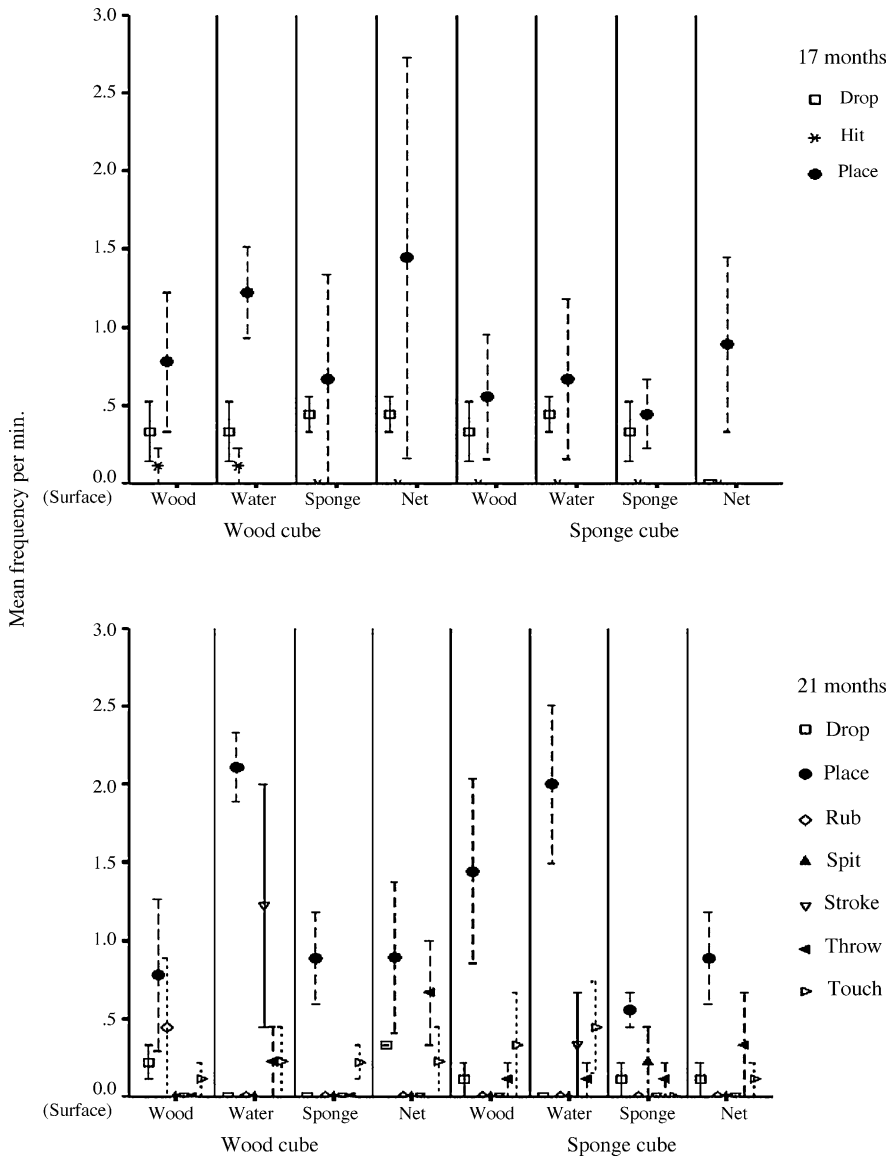 3.0
2.5
2.0
1.5
1.0
.5
0.0
(Surface) Wood Water Sponge Net Wood Water Sponge Net
Wood cube Sponge cube
17 months
Drop
Hit
Place
Mean frequency per min.
3.0
2.5
2.0
1.5
1.0
.5
0.0
(Surface) Wood Water Sponge Net Wood Water Sponge Net
Wood cube Sponge cube
21 months
Drop
Place
Rub
Spit
Stroke
Throw
Touch